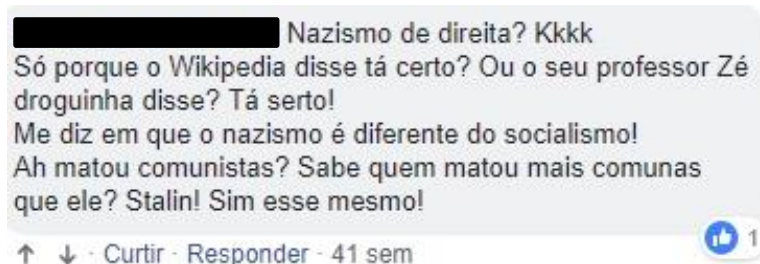 Nazismo de direita? Kkkk
Só porque o Wikipedia disse tá certo? Ou o seu professor Zé
droguinha disse? Tá serto!
Me diz em que o nazismo é diferente do socialismo!
Ah matou comunistas? Sabe quem matou mais comunas
que ele? Stalin! Sim esse mesmo!
↑ ↓ · Curtir · Responder · 41 sem
1